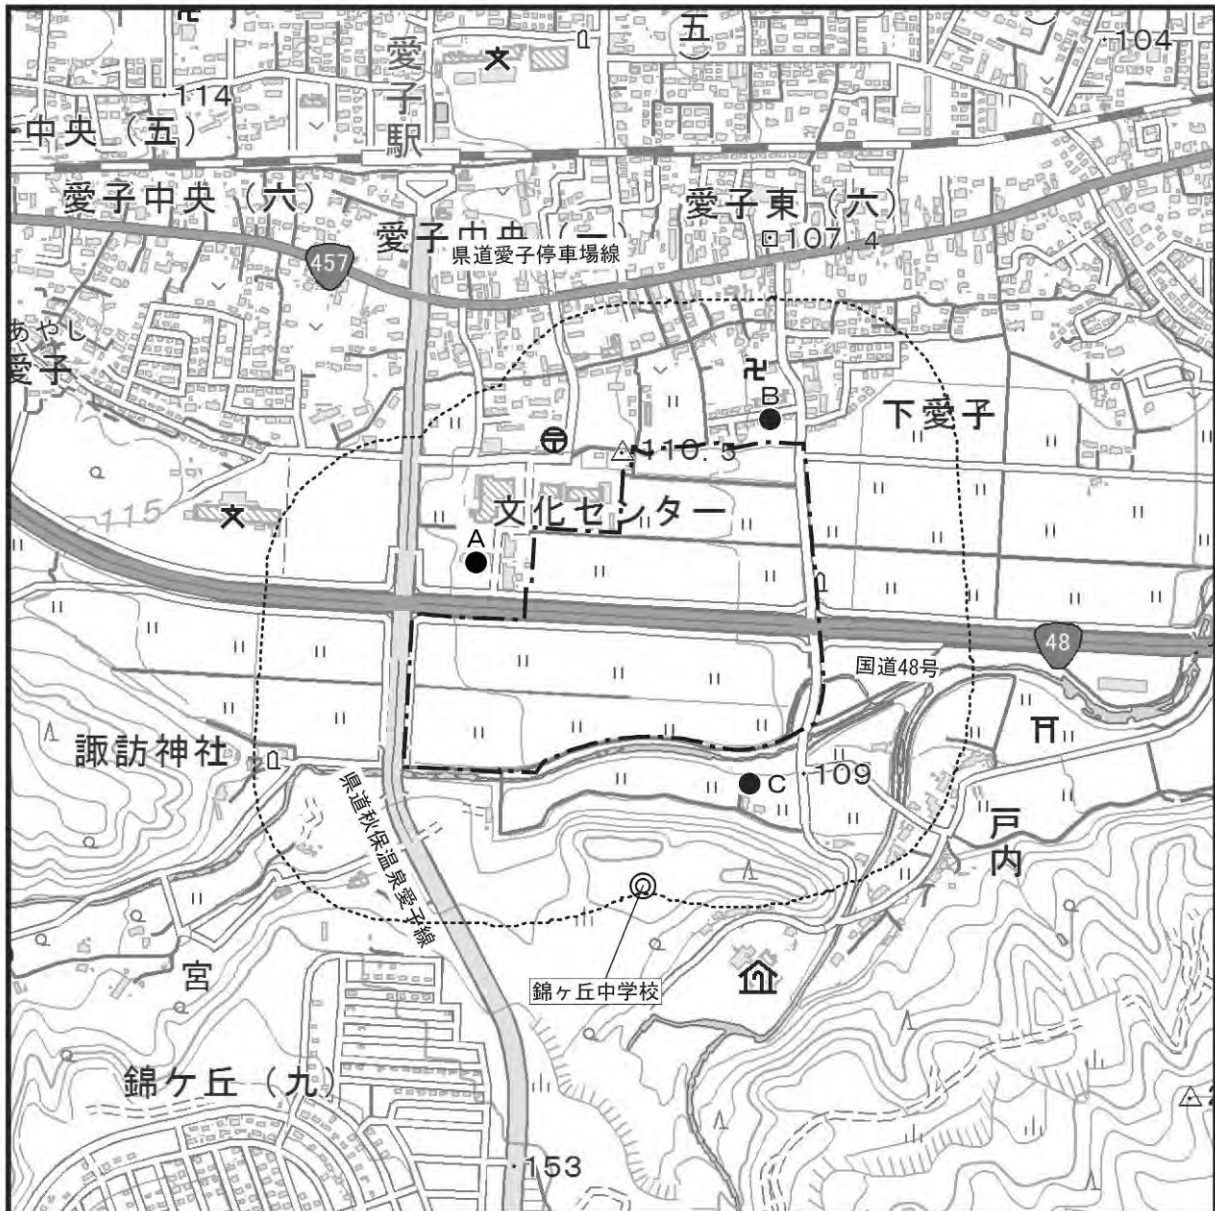 愛子駅
五
104
114
中央（五）
愛子中央（六）
愛子中央（一）
県道愛子停車場線
愛子東（六）
107.4
457
あやし
愛子
B
下愛子
110.5
115
文化センター
A
国道48号
48
諏訪神社
県道秋保温泉愛子線
C
109
戸内
宮
錦ヶ丘中学校
錦ケ丘（九）
153